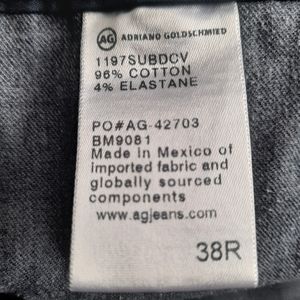 AG ADRIANO GOLDSCHMIED
1197SUBDCV
96% COTTON
4% ELASTANE
PO#AG-42703
BM9081
Made in Mexico of
imported fabric and
globally sourced
components
www.agjeans.com
38R